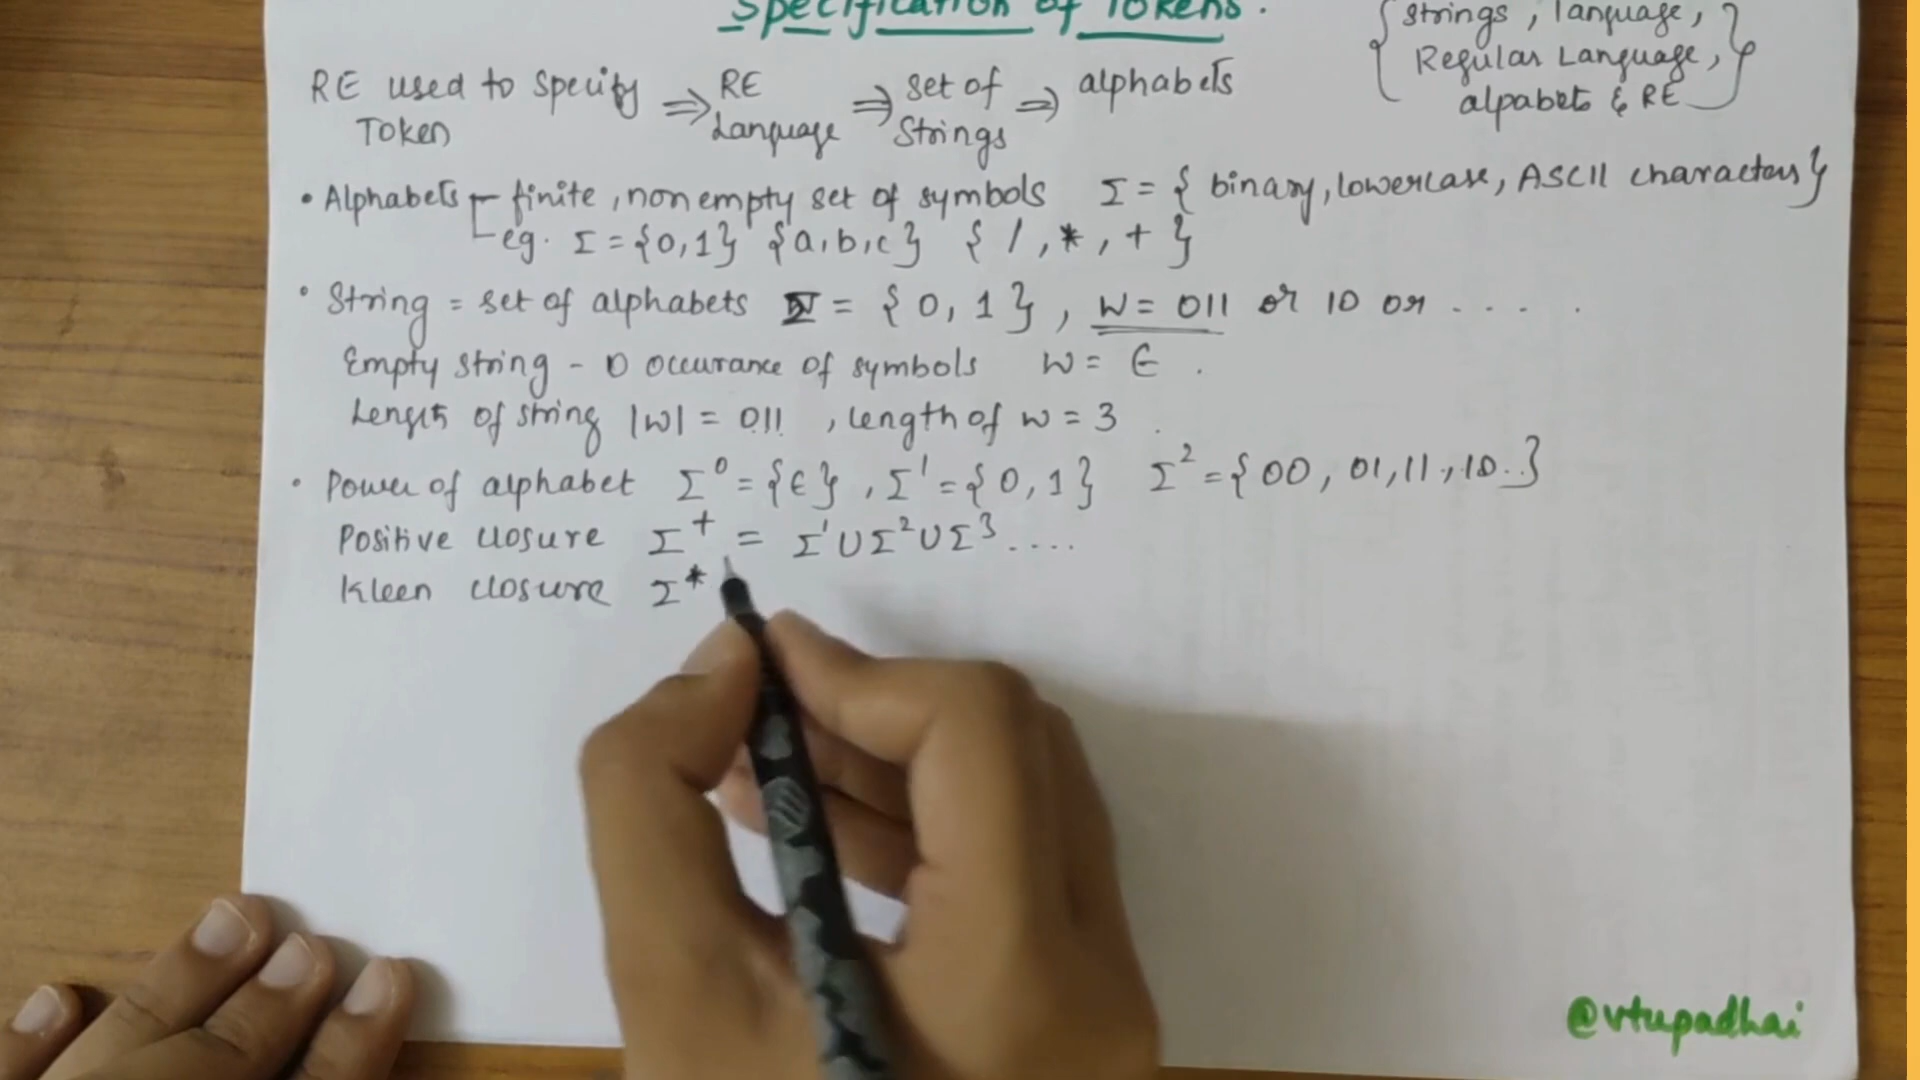 Specification of Tokens.
{ strings, language,
Regular Language,
alpabets & RE }
RE used to specify Token ⇒ RE Language ⇒ set of Strings ⇒ alphabets
• Alphabets - finite, nonempty set of symbols Σ = { binary, lowercase, ASCII characters }
eg. Σ = {0,1} {a,b,c} { /, *, + }
• String = set of alphabets Σ = { 0, 1 }, W = 011 or 10 or . . . . .
Empty string - 0 occurance of symbols w = ∈ .
Length of string |w| = 011 , length of w = 3 .
• Power of alphabet Σ⁰ = {∈} , Σ¹ = { 0, 1 } Σ² = { 00, 01, 11, 10.. }
Positive closure Σ⁺ = Σ¹ ∪ Σ² ∪ Σ³ ....
Kleen closure Σ*
@vtupadhai